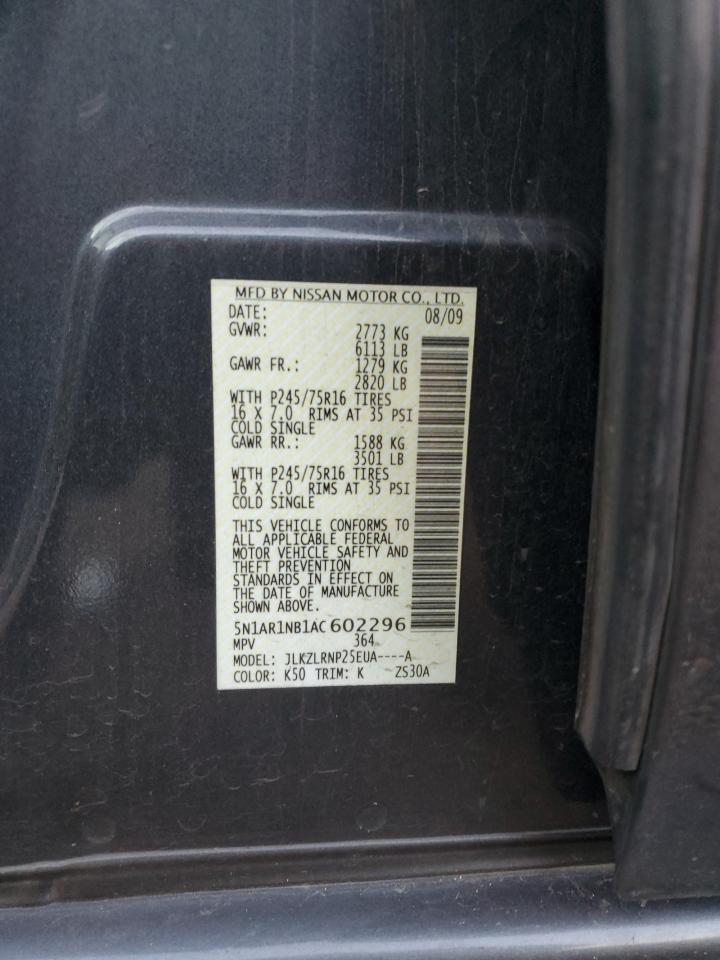 MFD BY NISSAN MOTOR CO., LTD.
DATE: 08/09
GVWR: 2773 KG
6113 LB
GAWR FR.: 1279 KG
2820 LB
WITH P245/75R16 TIRES
16 X 7.0 RIMS AT 35 PSI
COLD SINGLE
GAWR RR.: 1588 KG
3501 LB
WITH P245/75R16 TIRES
16 X 7.0 RIMS AT 35 PSI
COLD SINGLE
THIS VEHICLE CONFORMS TO
ALL APPLICABLE FEDERAL
MOTOR VEHICLE SAFETY AND
THEFT PREVENTION
STANDARDS IN EFFECT ON
THE DATE OF MANUFACTURE
SHOWN ABOVE.
5N1AR1NB1AC602296
MPV 364
MODEL: JLKZLRNP25EUA----A
COLOR: K50 TRIM: K ZS30A